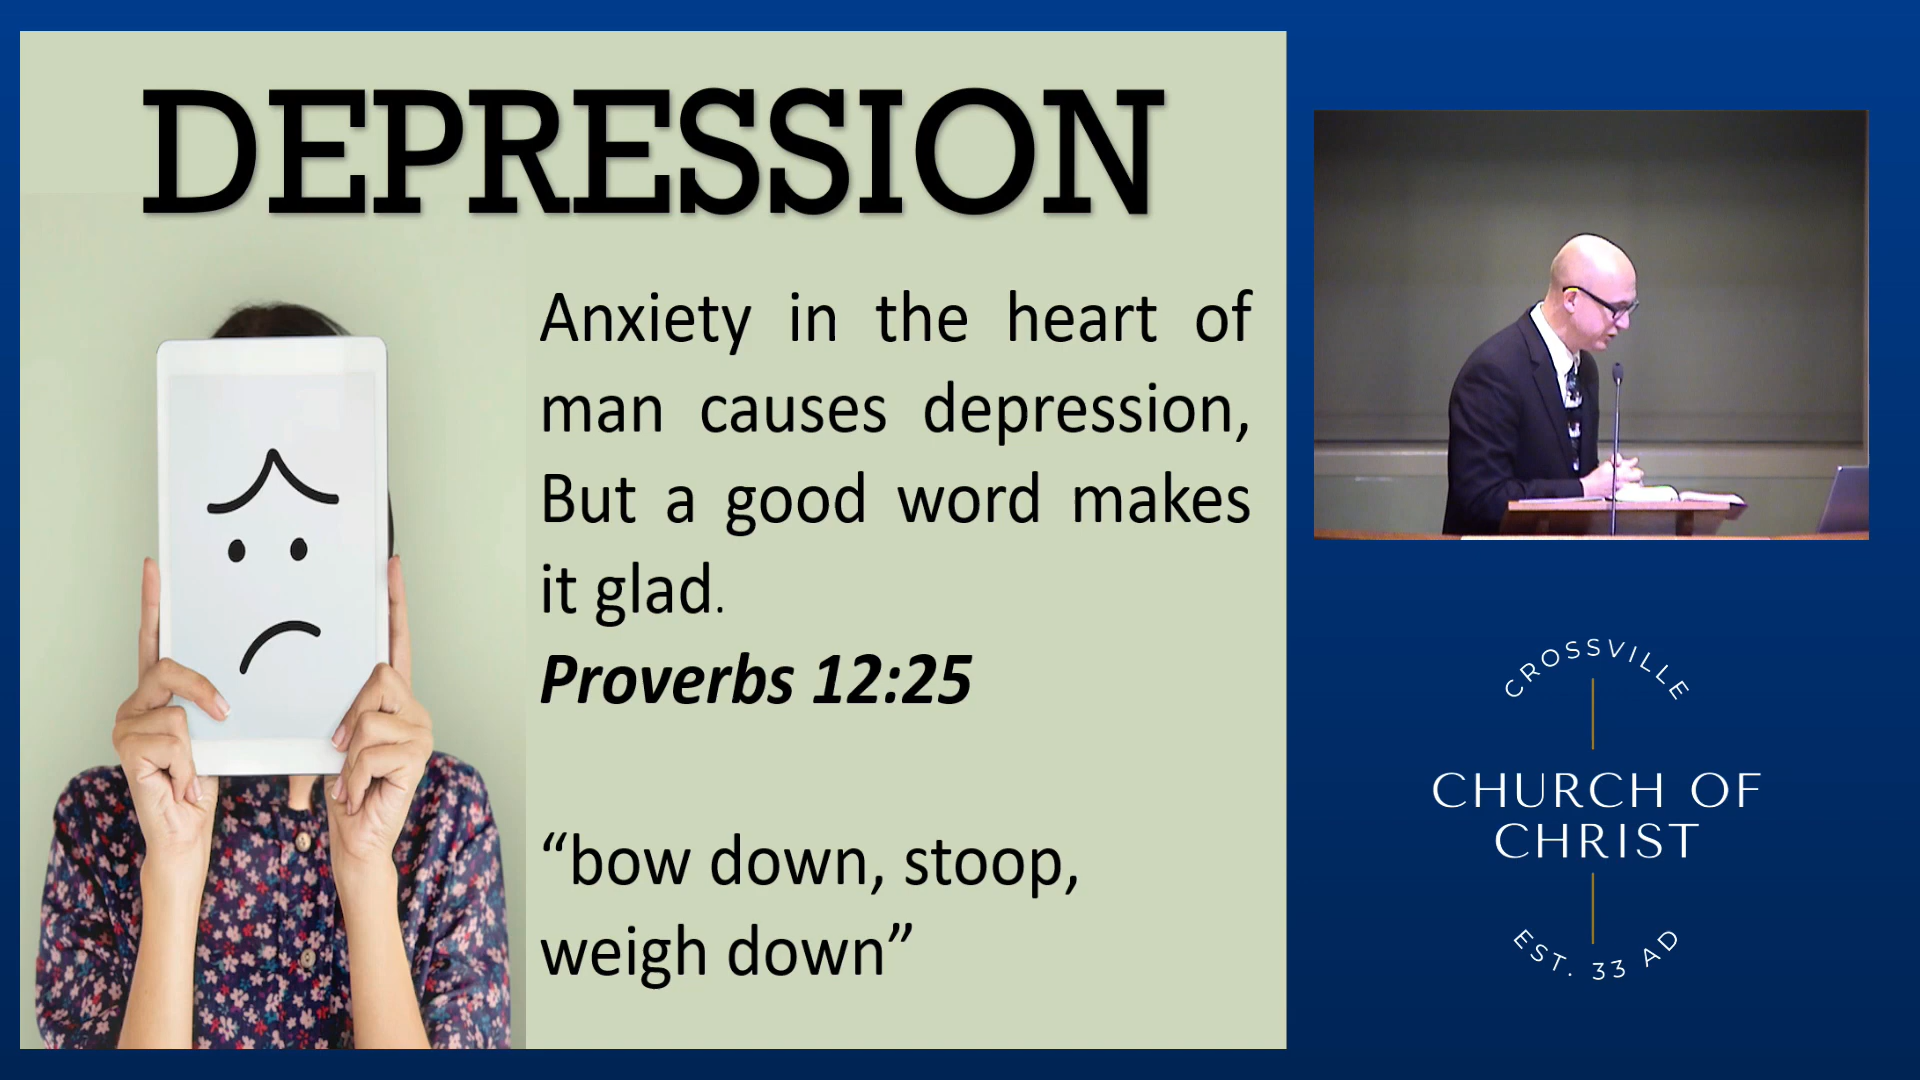 DEPRESSION
Anxiety in the heart of
man causes depression,
But a good word makes
it glad.
Proverbs 12:25
“bow down, stoop,
weigh down”
CROSSVILLE
CHURCH OF
CHRIST
EST. 33 AD